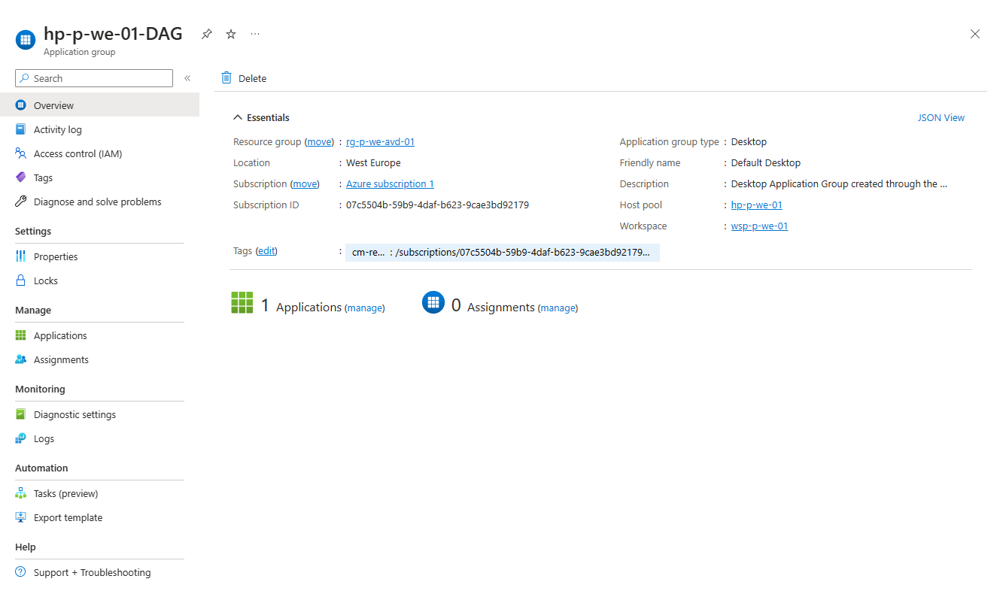 hp-p-we-01-DAG
Application group
Search
Overview
Activity log
Access control (IAM)
Tags
Diagnose and solve problems
Settings
Properties
Locks
Manage
Applications
Assignments
Monitoring
Diagnostic settings
Logs
Automation
Tasks (preview)
Export template
Help
Support + Troubleshooting
Delete
Essentials
JSON View
Resource group (move) : rg-p-we-avd-01
Location : West Europe
Subscription (move) : Azure subscription 1
Subscription ID : 07c5504b-59b9-4daf-b623-9cae3bd92179
Application group type : Desktop
Friendly name : Default Desktop
Description : Desktop Application Group created through the ...
Host pool : hp-p-we-01
Workspace : wsp-p-we-01
Tags (edit) : cm-re... : /subscriptions/07c5504b-59b9-4daf-b623-9cae3bd92179...
1 Applications (manage)
0 Assignments (manage)